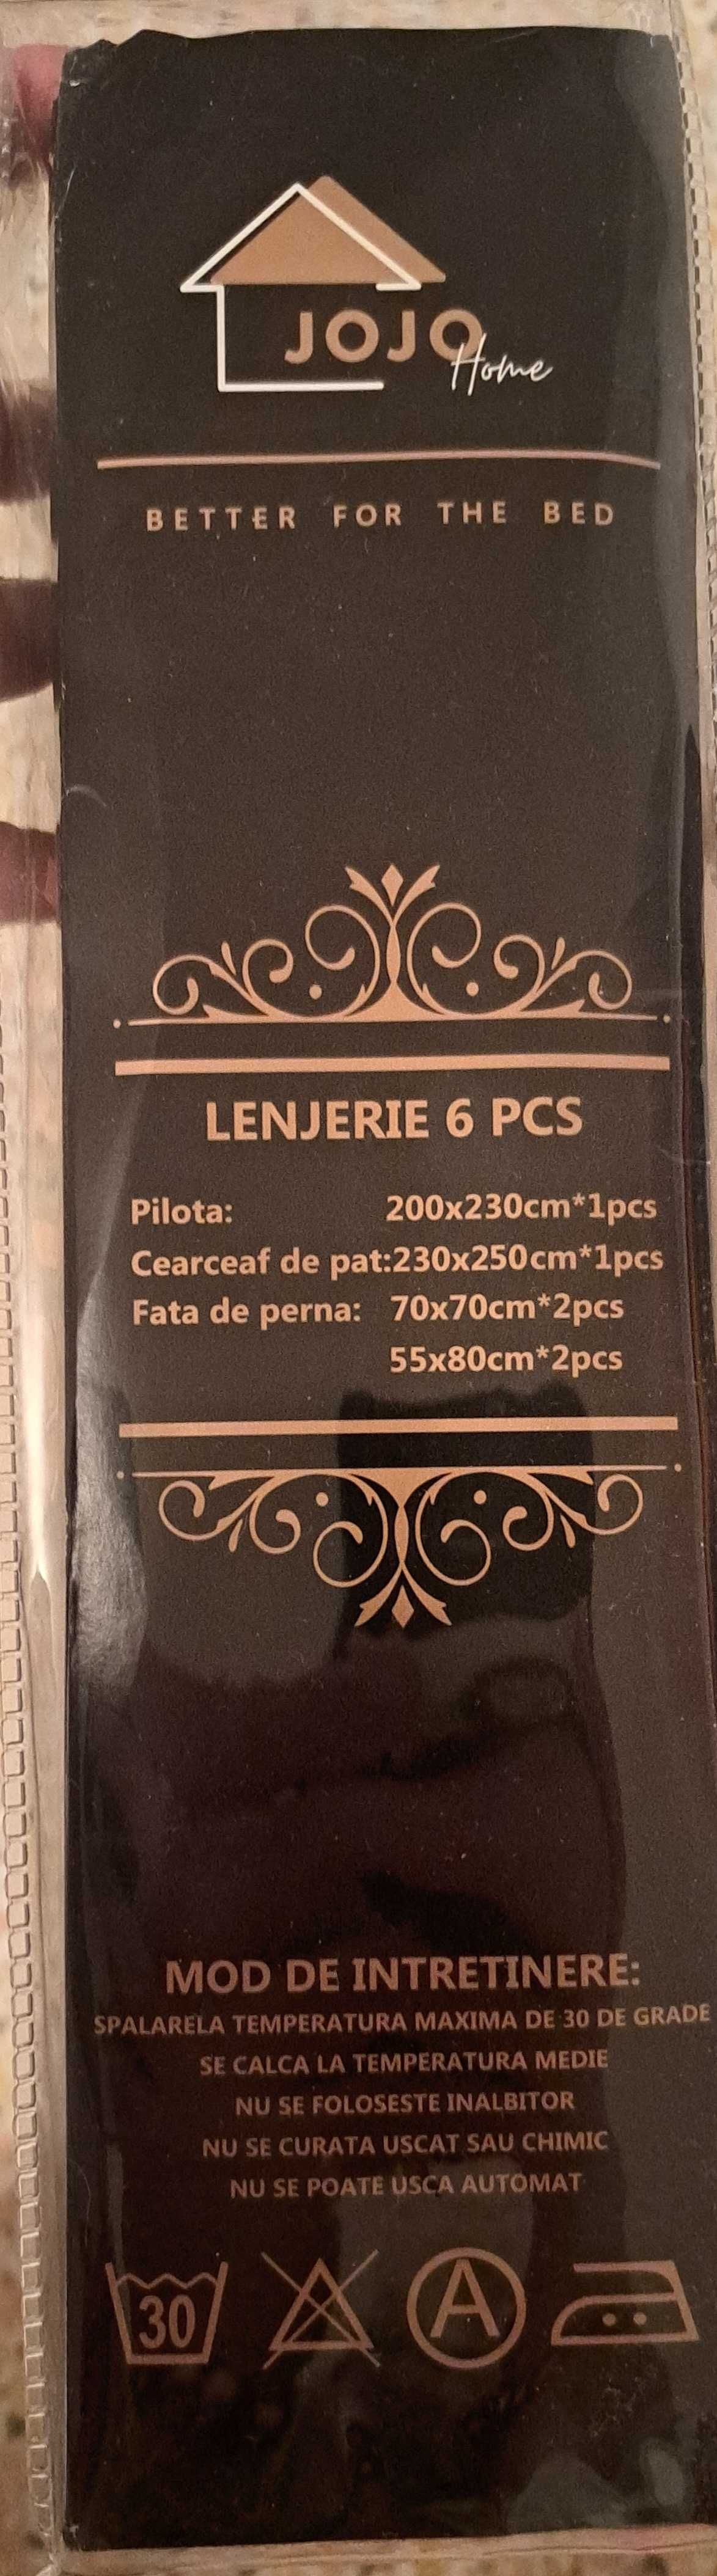 JOJO
Home
BETTER FOR THE BED
LENJERIE 6 PCS
Pilota: 200x230cm*1pcs
Cearceaf de pat:230x250cm*1pcs
Fata de perna: 70x70cm*2pcs
55x80cm*2pcs
MOD DE INTRETINERE:
SPALARELA TEMPERATURA MAXIMA DE 30 DE GRADE
SE CALCA LA TEMPERATURA MEDIE
NU SE FOLOSESTE INALBITOR
NU SE CURATA USCAT SAU CHIMIC
NU SE POATE USCA AUTOMAT
30 A